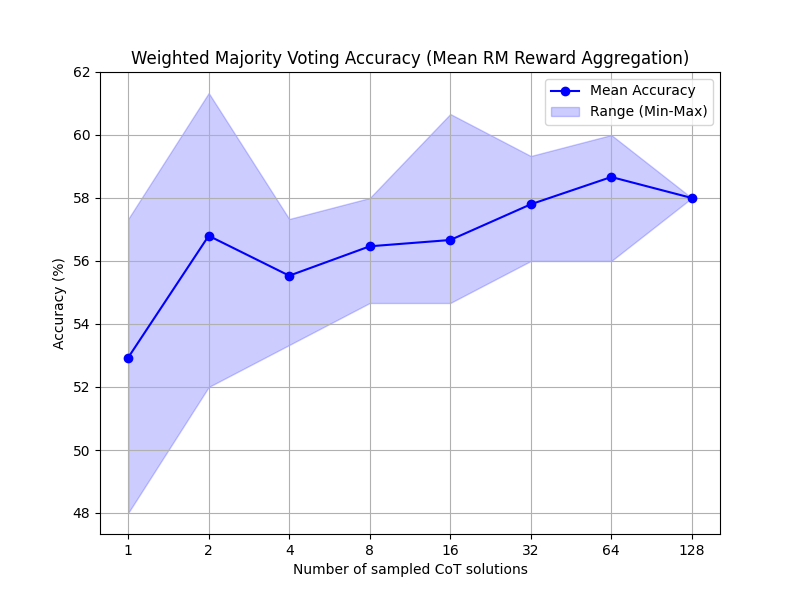 Weighted Majority Voting Accuracy (Mean RM Reward Aggregation)
Mean Accuracy
Range (Min-Max)
Accuracy (%)
62
60
58
56
54
52
50
48
1 2 4 8 16 32 64 128
Number of sampled CoT solutions